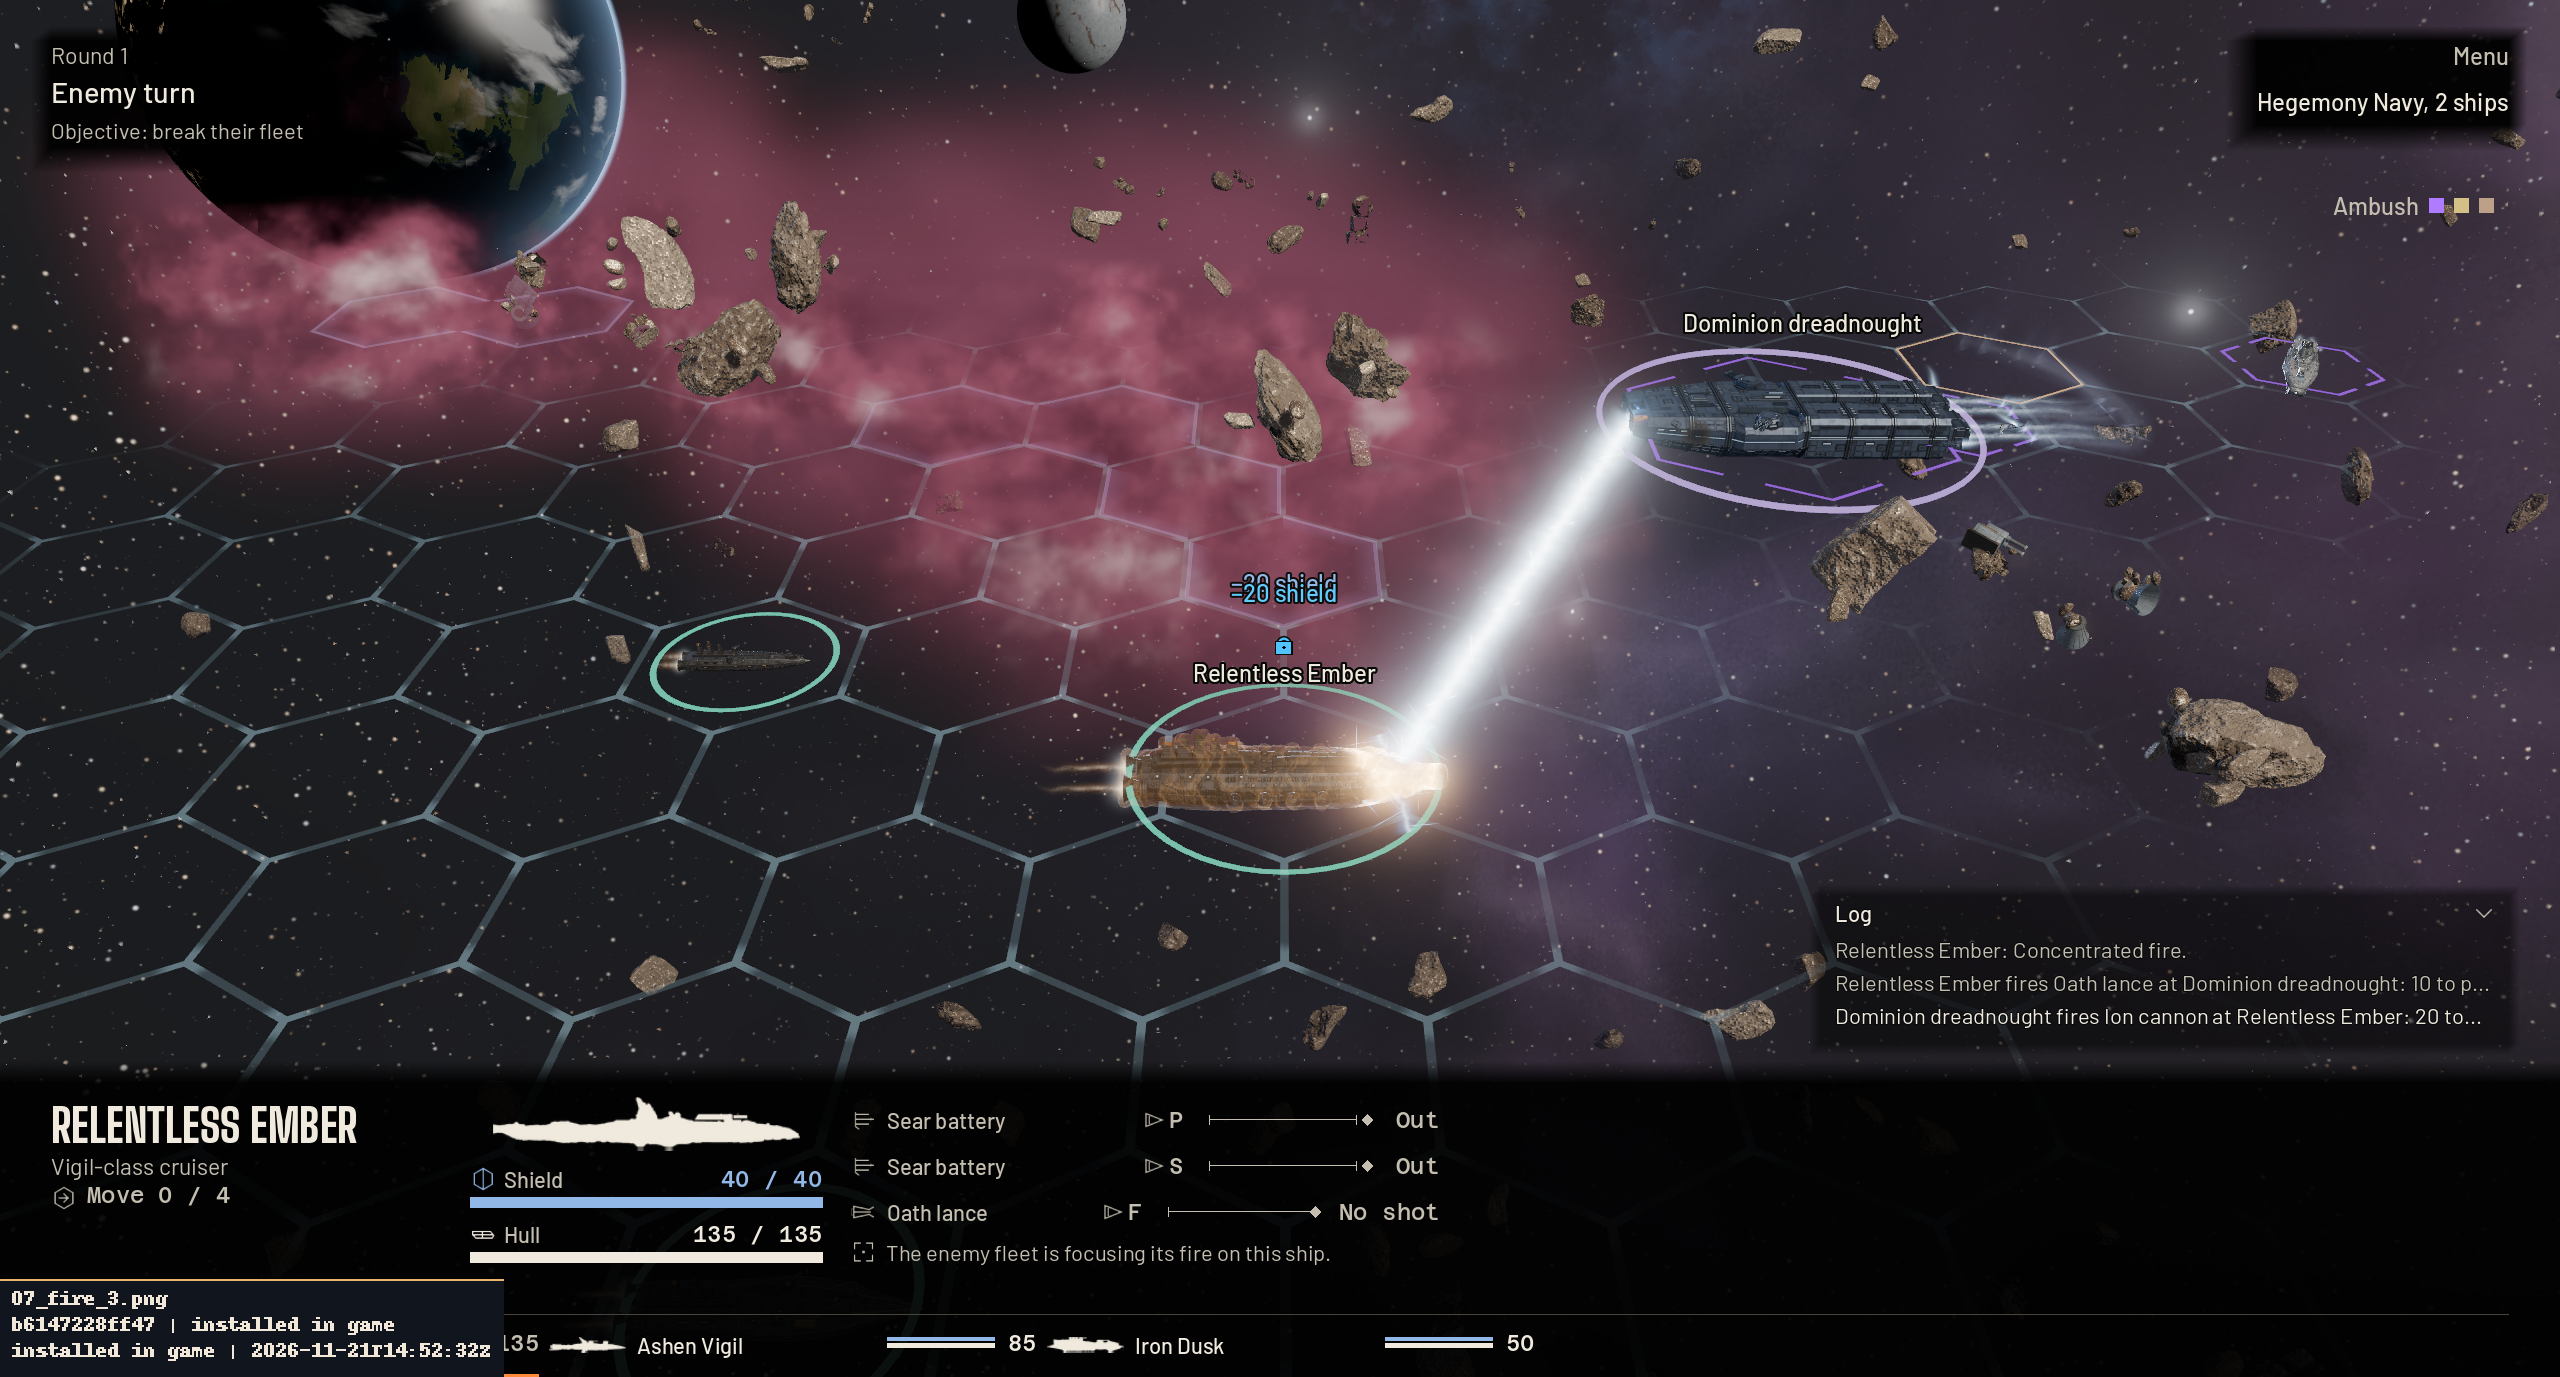 Round 1
Enemy turn
Objective: break their fleet
Menu
Hegemony Navy, 2 ships
Ambush
Dominion dreadnought
−20 shield
−20 shield
Relentless Ember
Log
Relentless Ember: Concentrated fire.
Relentless Ember fires Oath lance at Dominion dreadnought: 10 to p...
Dominion dreadnought fires Ion cannon at Relentless Ember: 20 to...
RELENTLESS EMBER
Vigil-class cruiser
Move 0 / 4
Shield 40 / 40
Hull 135 / 135
Sear battery P Out
Sear battery S Out
Oath lance F No shot
The enemy fleet is focusing its fire on this ship.
07_fire_3.png
b6147228ff47 | installed in game
installed in game | 2026-11-21r14:52:32z
135 Ashen Vigil 85 Iron Dusk 50